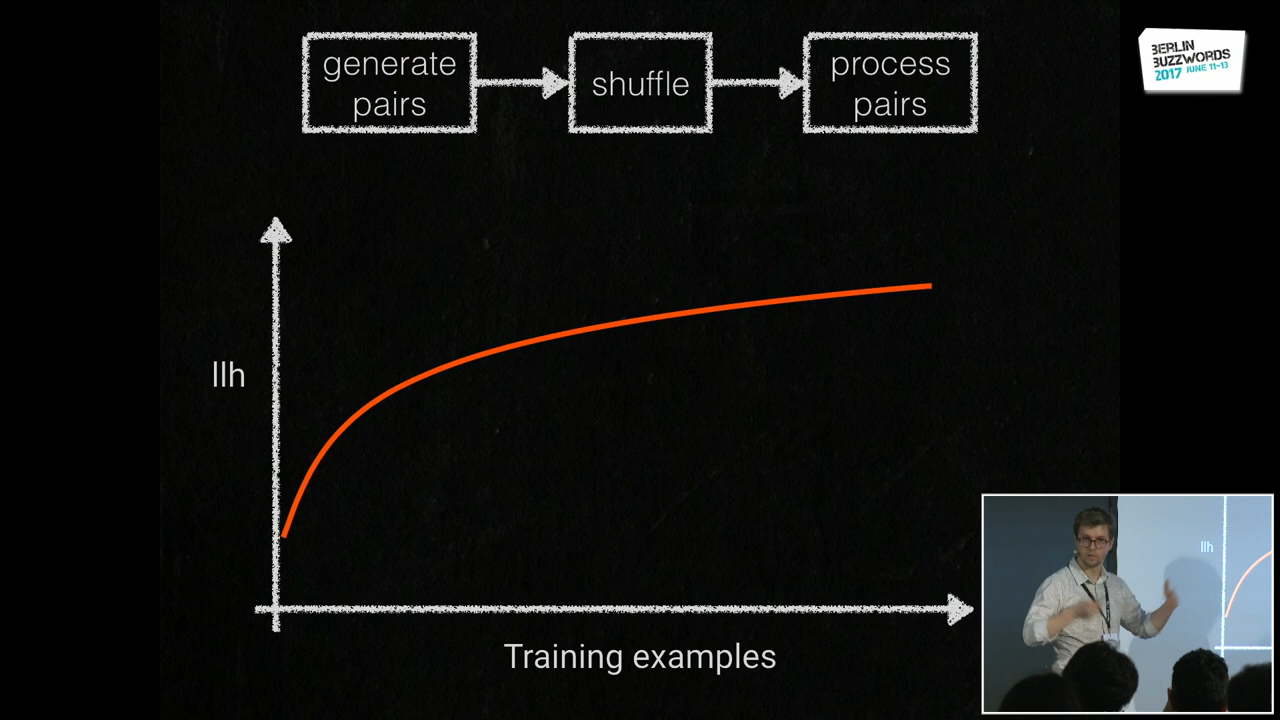 generate
pairs
shuffle
process
pairs
BERLIN
BUZZWORDS
2017 JUNE 11-13
llh
Training examples
llh